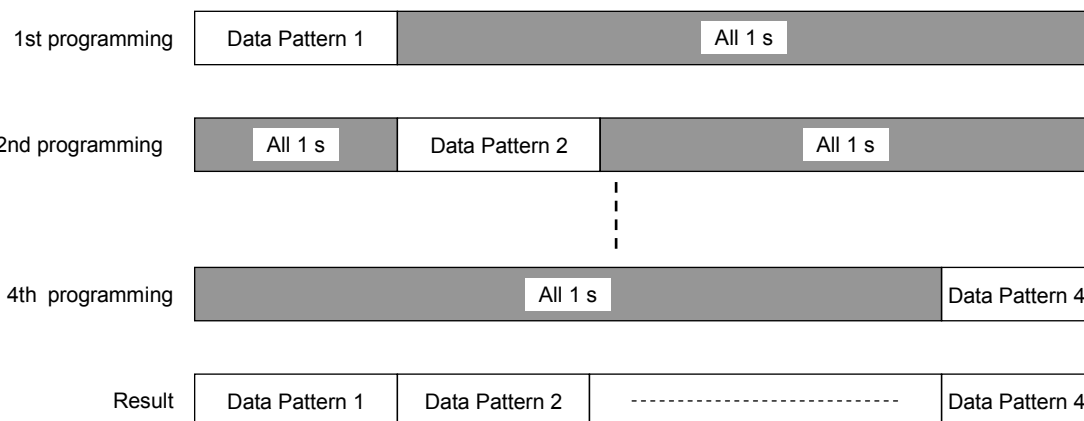 1st programming Data Pattern 1 All 1 s
2nd programming All 1 s Data Pattern 2 All 1 s
4th programming All 1 s Data Pattern 4
Result Data Pattern 1 Data Pattern 2 Data Pattern 4